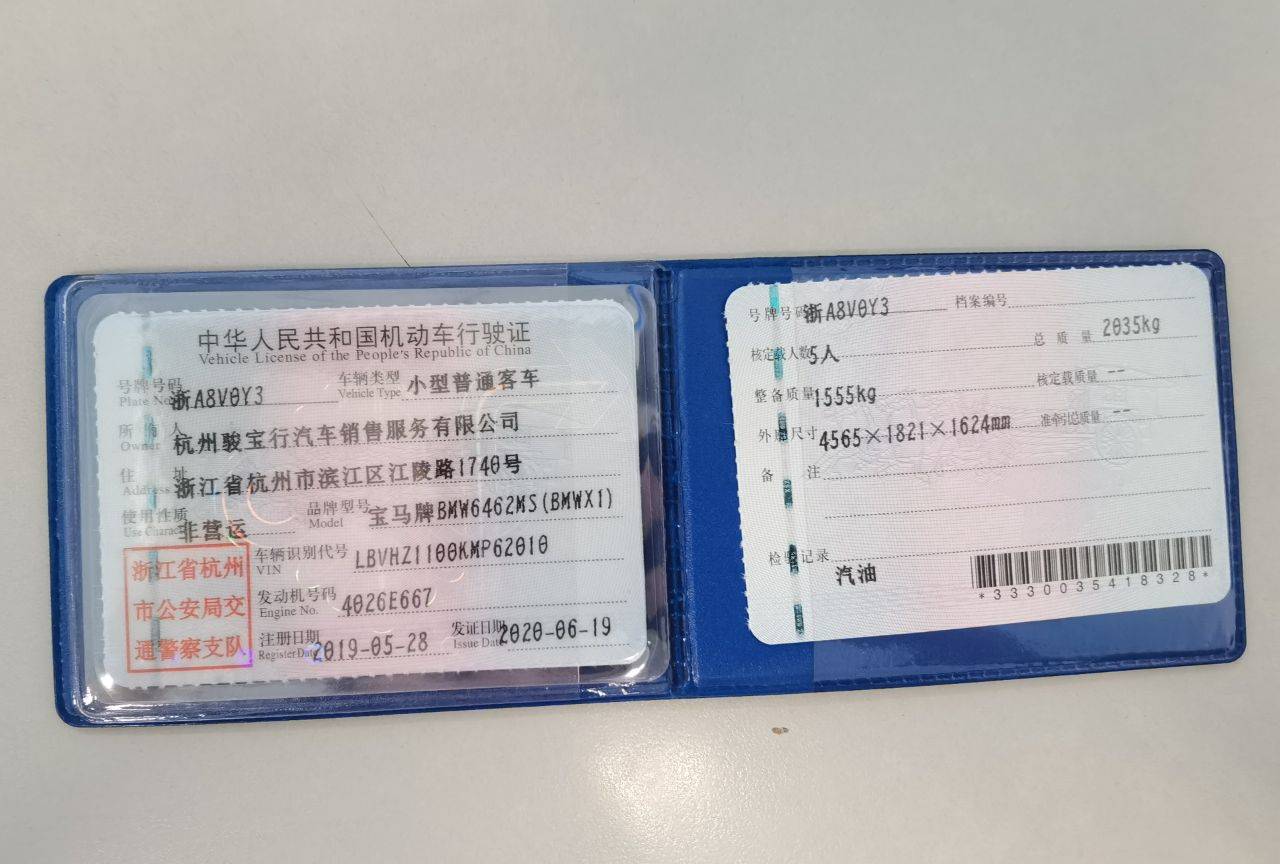 中华人民共和国机动车行驶证
Vehicle License of the People's Republic of China
号牌号码 浙A8V0Y3 车辆类型 小型普通客车
Plate No. Vehicle Type
所有人 杭州骏宝行汽车销售服务有限公司
Owner
住址 浙江省杭州市滨江区江陵路1740号
Address
使用性质 非营运 品牌型号 宝马牌BMW6462MS(BMWX1)
Use Charac Model
浙江省杭州
市公安局交
通警察支队
车辆识别代号 LBVHZ1100KMP62010
VIN
发动机号码 4026E667
Engine No.
注册日期 2019-05-28 发证日期 2020-06-19
Register Date Issue Date
号牌号码 浙A8V0Y3 档案编号
核定载人数 5人 总质量 2035kg
整备质量 1555kg 核定载质量 --
外廓尺寸 4565×1821×1624mm 准牵引总质量 --
备注
检验记录
汽油
*3330035418328*